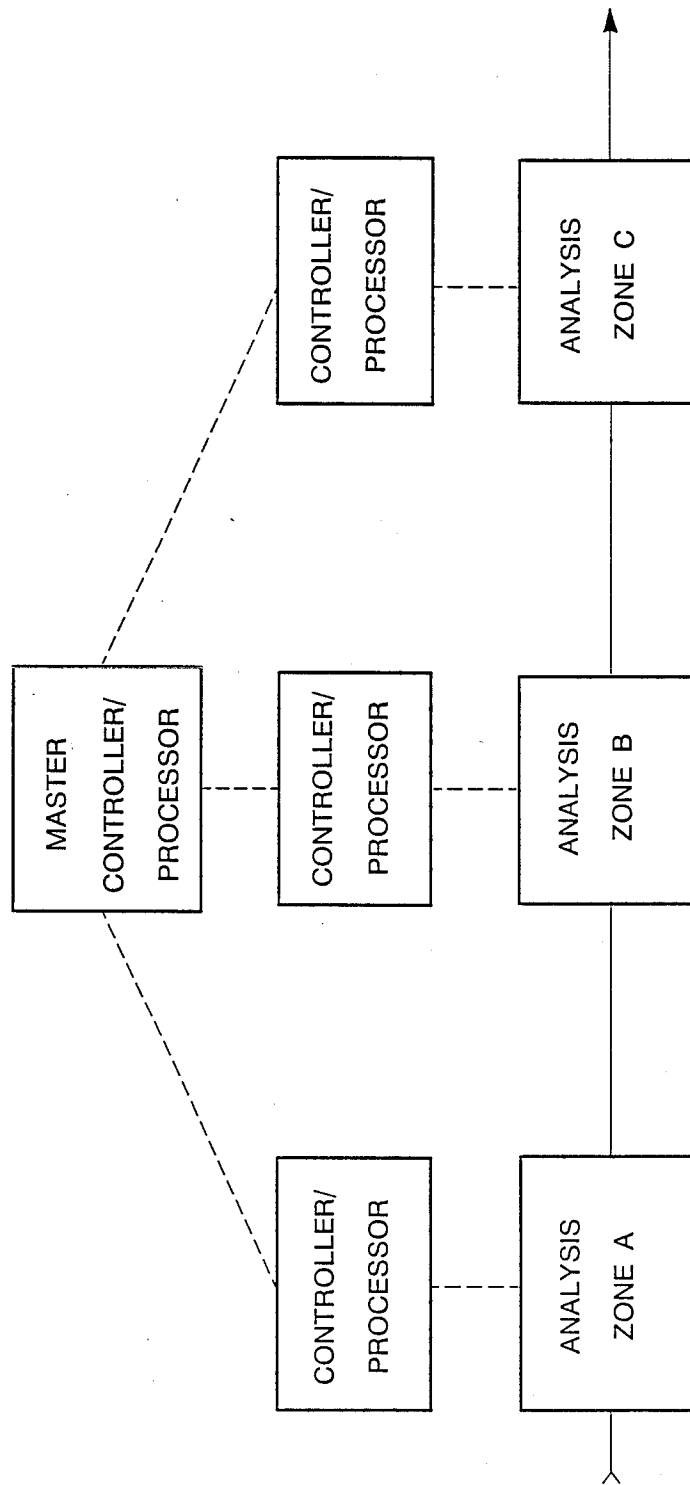 MASTER
CONTROLLER/
PROCESSOR
CONTROLLER/
PROCESSOR
CONTROLLER/
PROCESSOR
CONTROLLER/
PROCESSOR
ANALYSIS
ZONE A
ANALYSIS
ZONE B
ANALYSIS
ZONE C